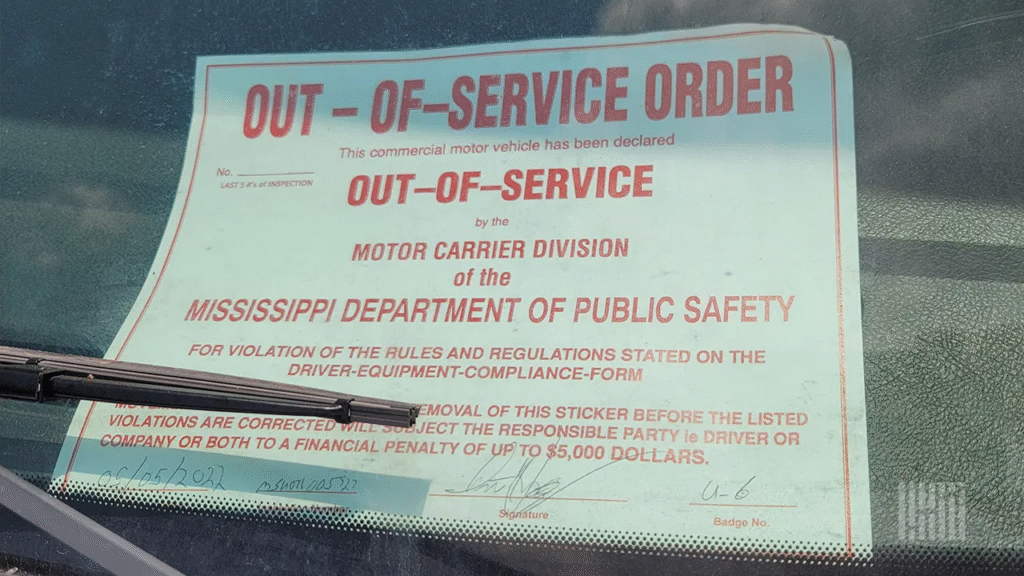 OUT – OF–SERVICE ORDER
This commercial motor vehicle has been declared
No.
LAST 5 #'s of INSPECTION
OUT–OF–SERVICE
by the
MOTOR CARRIER DIVISION
of the
MISSISSIPPI DEPARTMENT OF PUBLIC SAFETY
FOR VIOLATION OF THE RULES AND REGULATIONS STATED ON THE
DRIVER-EQUIPMENT-COMPLIANCE-FORM
OF THIS STICKER BEFORE THE LISTED
VIOLATIONS ARE CORRECTED WILL SUBJECT THE RESPONSIBLE PARTY ie DRIVER OR
COMPANY OR BOTH TO A FINANCIAL PENALTY OF UP TO $5,000 DOLLARS.
U-6
Signature
Badge No.